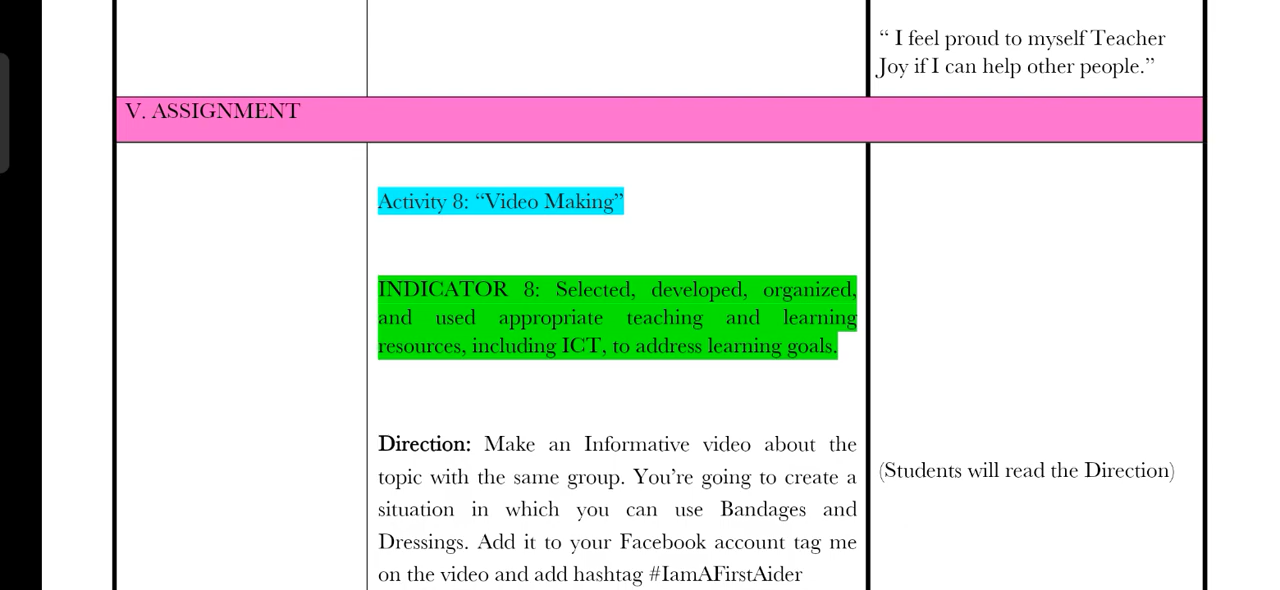 “ I feel proud to myself Teacher
Joy if I can help other people.”
V. ASSIGNMENT
Activity 8: “Video Making”
INDICATOR 8: Selected, developed, organized,
and used appropriate teaching and learning
resources, including ICT, to address learning goals.
Direction: Make an Informative video about the
topic with the same group. You’re going to create a
situation in which you can use Bandages and
Dressings. Add it to your Facebook account tag me
on the video and add hashtag #IamAFirstAider
(Students will read the Direction)